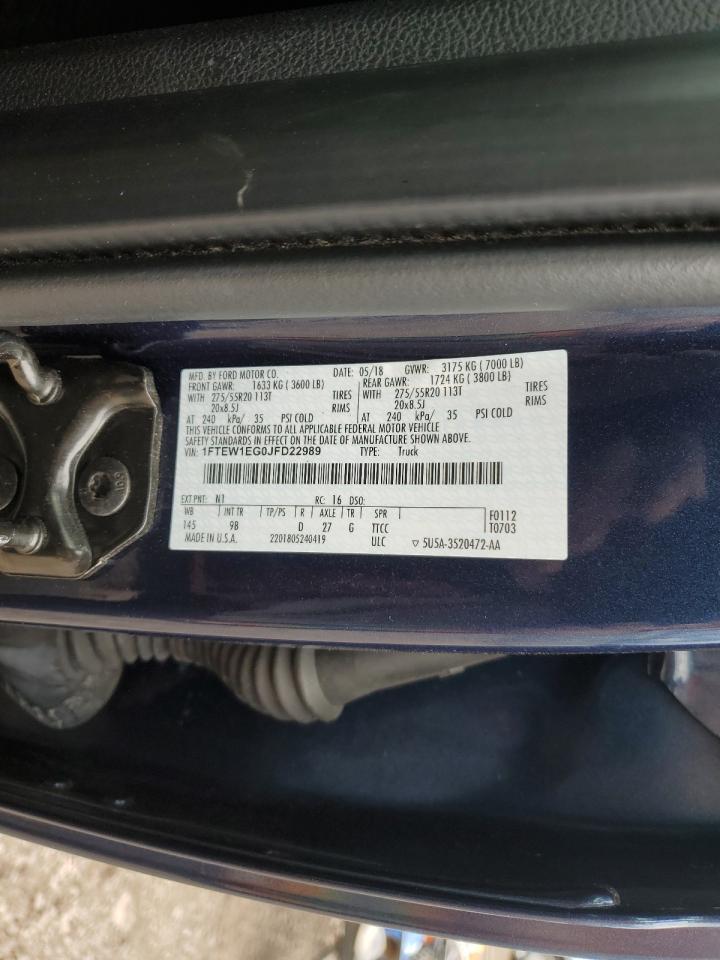 MFD. BY FORD MOTOR CO. DATE: 05/18 GVWR: 3175 KG ( 7000 LB)
FRONT GAWR: 1633 KG ( 3600 LB) REAR GAWR: 1724 KG ( 3800 LB)
WITH 275/55R20 113T TIRES WITH 275/55R20 113T TIRES
20x8.5J RIMS 20x8.5J RIMS
AT 240 kPa/ 35 PSI COLD AT 240 kPa/ 35 PSI COLD
THIS VEHICLE CONFORMS TO ALL APPLICABLE FEDERAL MOTOR VEHICLE
SAFETY STANDARDS IN EFFECT ON THE DATE OF MANUFACTURE SHOWN ABOVE.
VIN: 1FTEW1EG0JFD22989 TYPE: Truck
EXT PNT: N1 RC: 16 DSO: F0112
WB INT TR TP/PS R AXLE TR SPR T0703
145 9B D 27 G TTCC
MADE IN U.S.A. 2201805240419 ULC ▽ 5U5A-3520472-AA